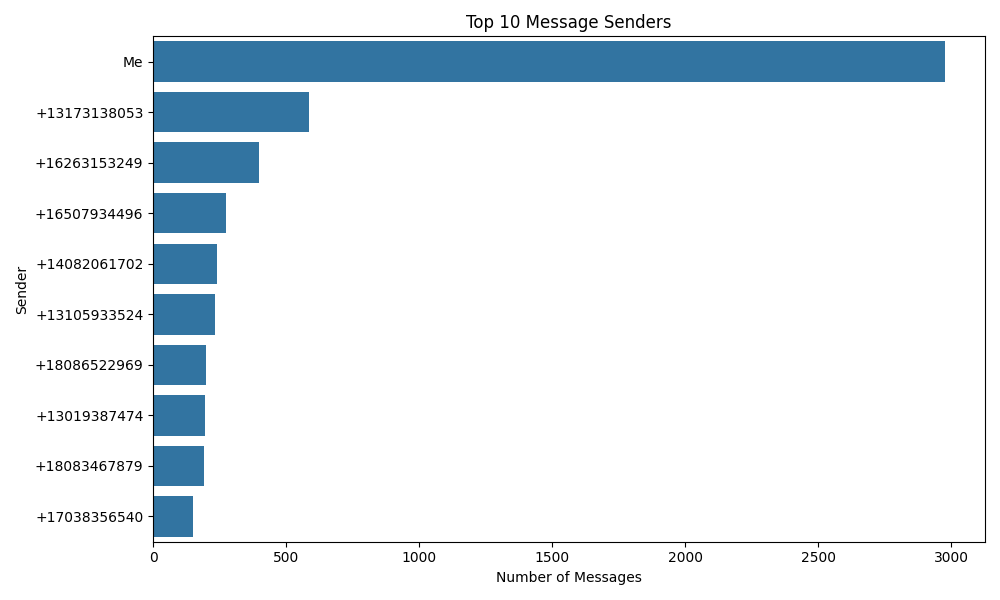 Top 10 Message Senders
Sender
Me
+13173138053
+16263153249
+16507934496
+14082061702
+13105933524
+18086522969
+13019387474
+18083467879
+17038356540
0 500 1000 1500 2000 2500 3000
Number of Messages